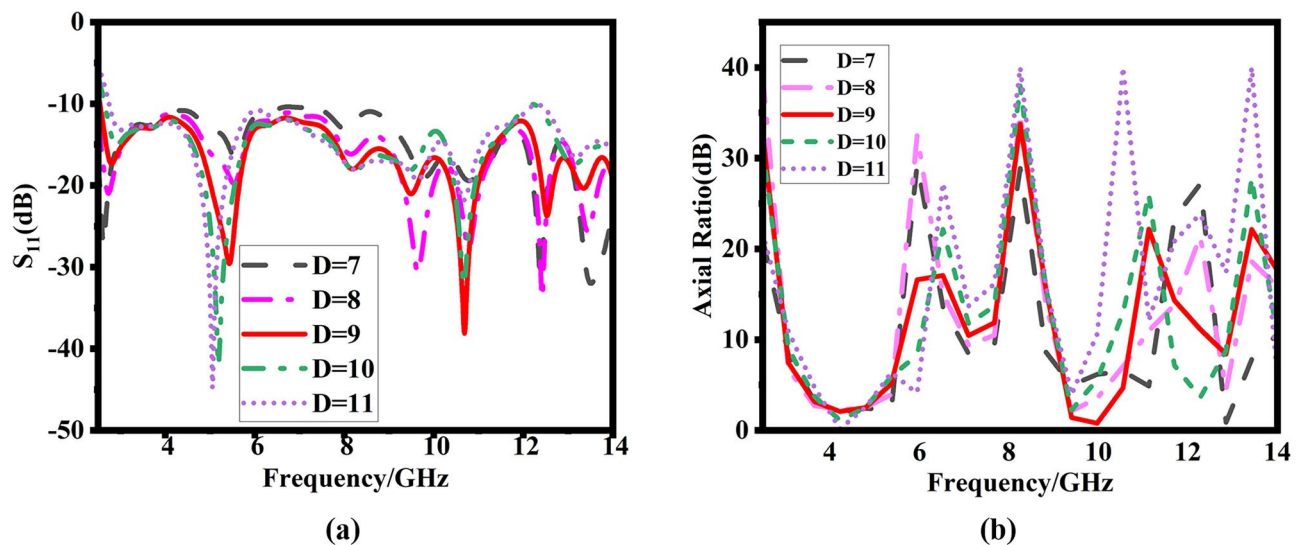 0
-10
-20
-30
-40
-50
S11(dB)
D=7
D=8
D=9
D=10
D=11
4 6 8 10 12 14
Frequency/GHz
(a)
40
30
20
10
0
Axial Ratio(dB)
D=7
D=8
D=9
D=10
D=11
4 6 8 10 12 14
Frequency/GHz
(b)